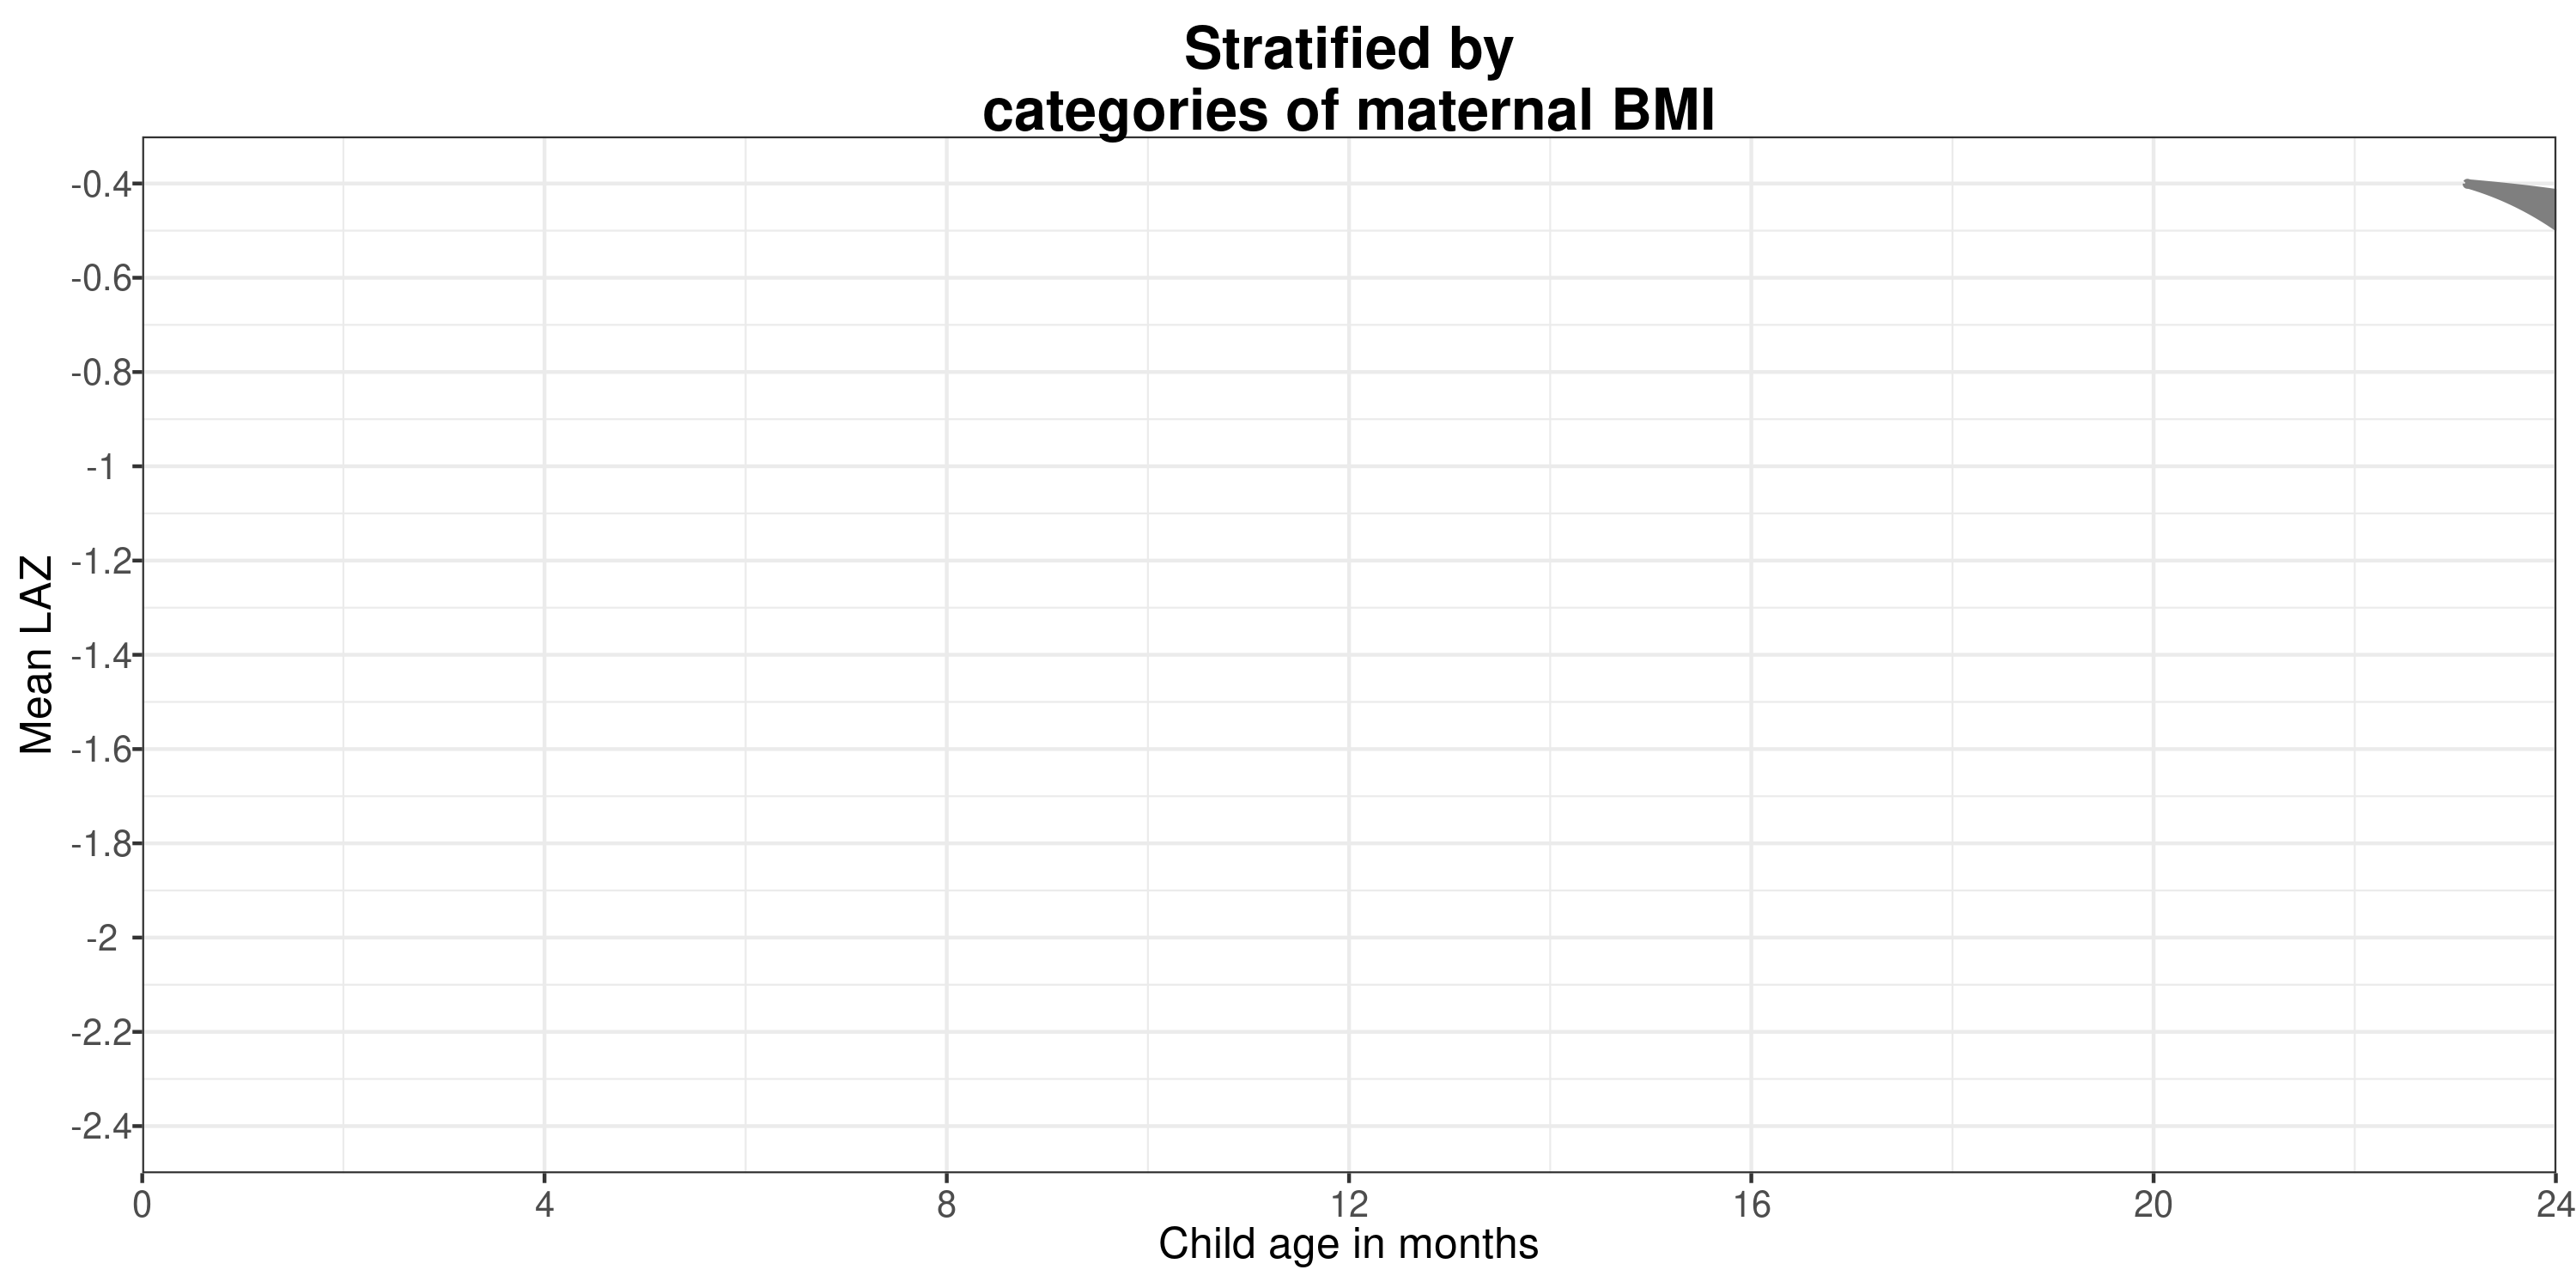 Stratified by
categories of maternal BMI
Mean LAZ
-0.4
-0.6
-0.8
-1
-1.2
-1.4
-1.6
-1.8
-2
-2.2
-2.4
0 4 8 12 16 20 24
Child age in months